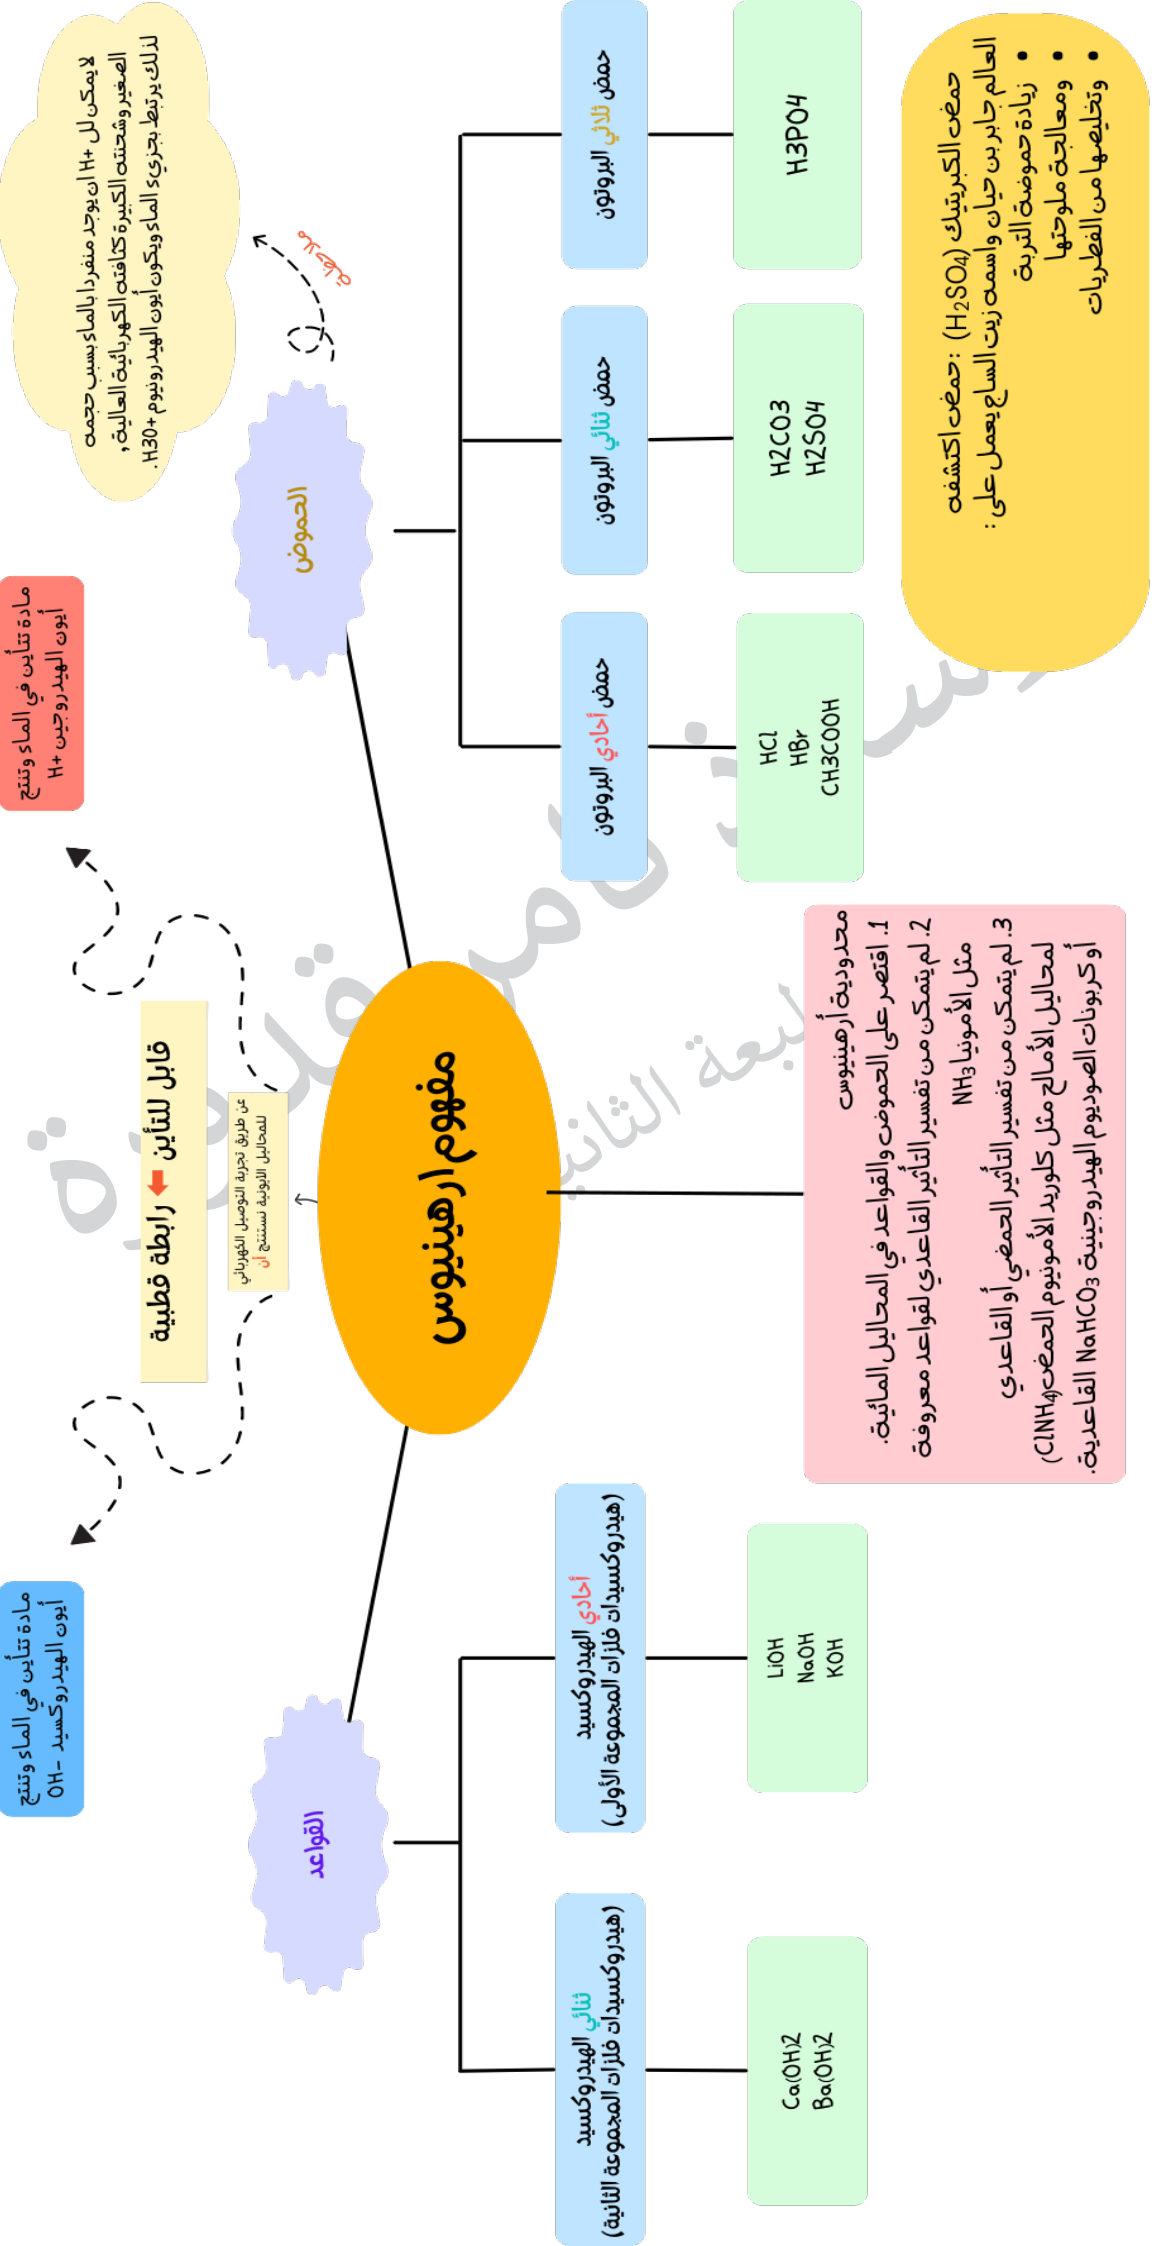 مفهوم ارهينيوس
عن طريق تجربة التوصيل الكهربائي
للمحاليل الايونية نستنتج أن
قابل للتأين
رابطة قطبية
مادة تتأين في الماء وتنتج
أيون الهيدروجين +H
مادة تتأين في الماء وتنتج
أيون الهيدروكسيد -OH
الحموض
ملاحظة
لذلك يرتبط بجزيء الماء ويكون أيون الهيدرونيوم +H3O.
الصغير وشحنته الكبيرة كثافته الكهربائية العالية و
لا يمكن لل +H ان يوجد منفردا بالماء بسبب حجمه
حمض ثلاثي البروتون
H3PO4
حمض ثنائي البروتون
H2CO3
H2SO4
حمض أحادي البروتون
HCl
HBr
CH3COOH
حمض الكبريتيك (H₂SO4) :حمض اكتشفه
العالم جابر بن حيان واسمه زيت الساج يعمل على :
• زيادة حموضة التربة
• ومعالجة ملوحتها
• وتخليصها من الفطريات
محدودية أرهينيوس
1. اقتصر على الحموض والقواعد في المحاليل المائية.
2. لم يتمكن من تفسير التأثير القاعدي لقواعد معروفة
مثل الأمونيا NH₃
3. لم يتمكن من تفسير التأثير الحمضي أو القاعدي
لمحاليل الأمالح مثل كلوريد الأمونيوم الحمض(ClNH4)
أو كربونات الصوديوم الهيدروجينية NaHCO₃ القاعدية.
القواعد
أحادي الهيدروكسيد
(هيدروكسيدات فلزات المجموعة الأولى)
LiOH
NaOH
KOH
ثنائي الهيدروكسيد
(هيدروكسيدات فلزات المجموعة الثانية)
Ca(OH)2
Ba(OH)2